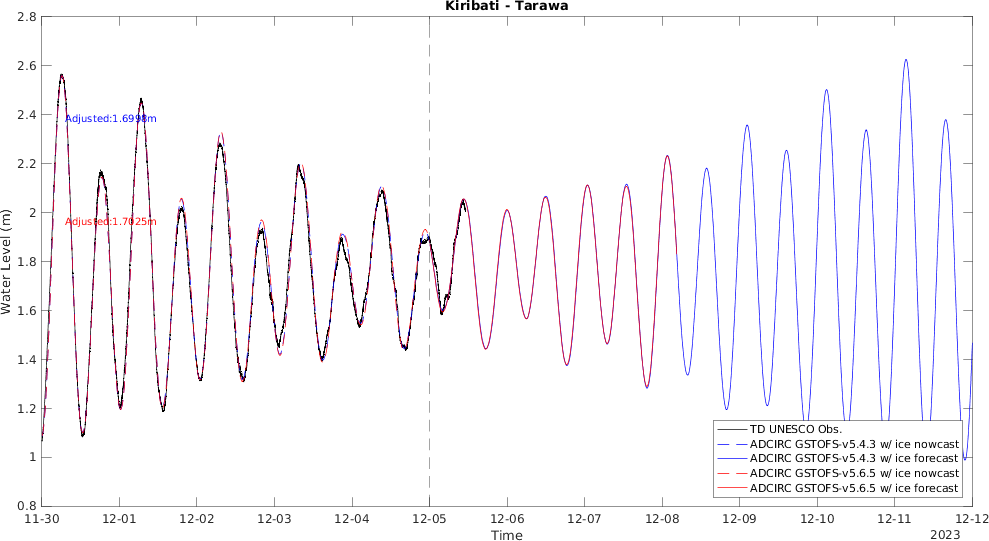 Kiribati - Tarawa
2.8
2.6
2.4
2.2
2
1.8
1.6
1.4
1.2
1
0.8
Water Level (m)
Adjusted:1.6998m
Adjusted:1.7025m
TD UNESCO Obs.
ADCIRC GSTOFS-v5.4.3 w/ ice nowcast
ADCIRC GSTOFS-v5.4.3 w/ ice forecast
ADCIRC GSTOFS-v5.6.5 w/ ice nowcast
ADCIRC GSTOFS-v5.6.5 w/ ice forecast
11-30 12-01 12-02 12-03 12-04 12-05 12-06 12-07 12-08 12-09 12-10 12-11 12-12
Time
2023